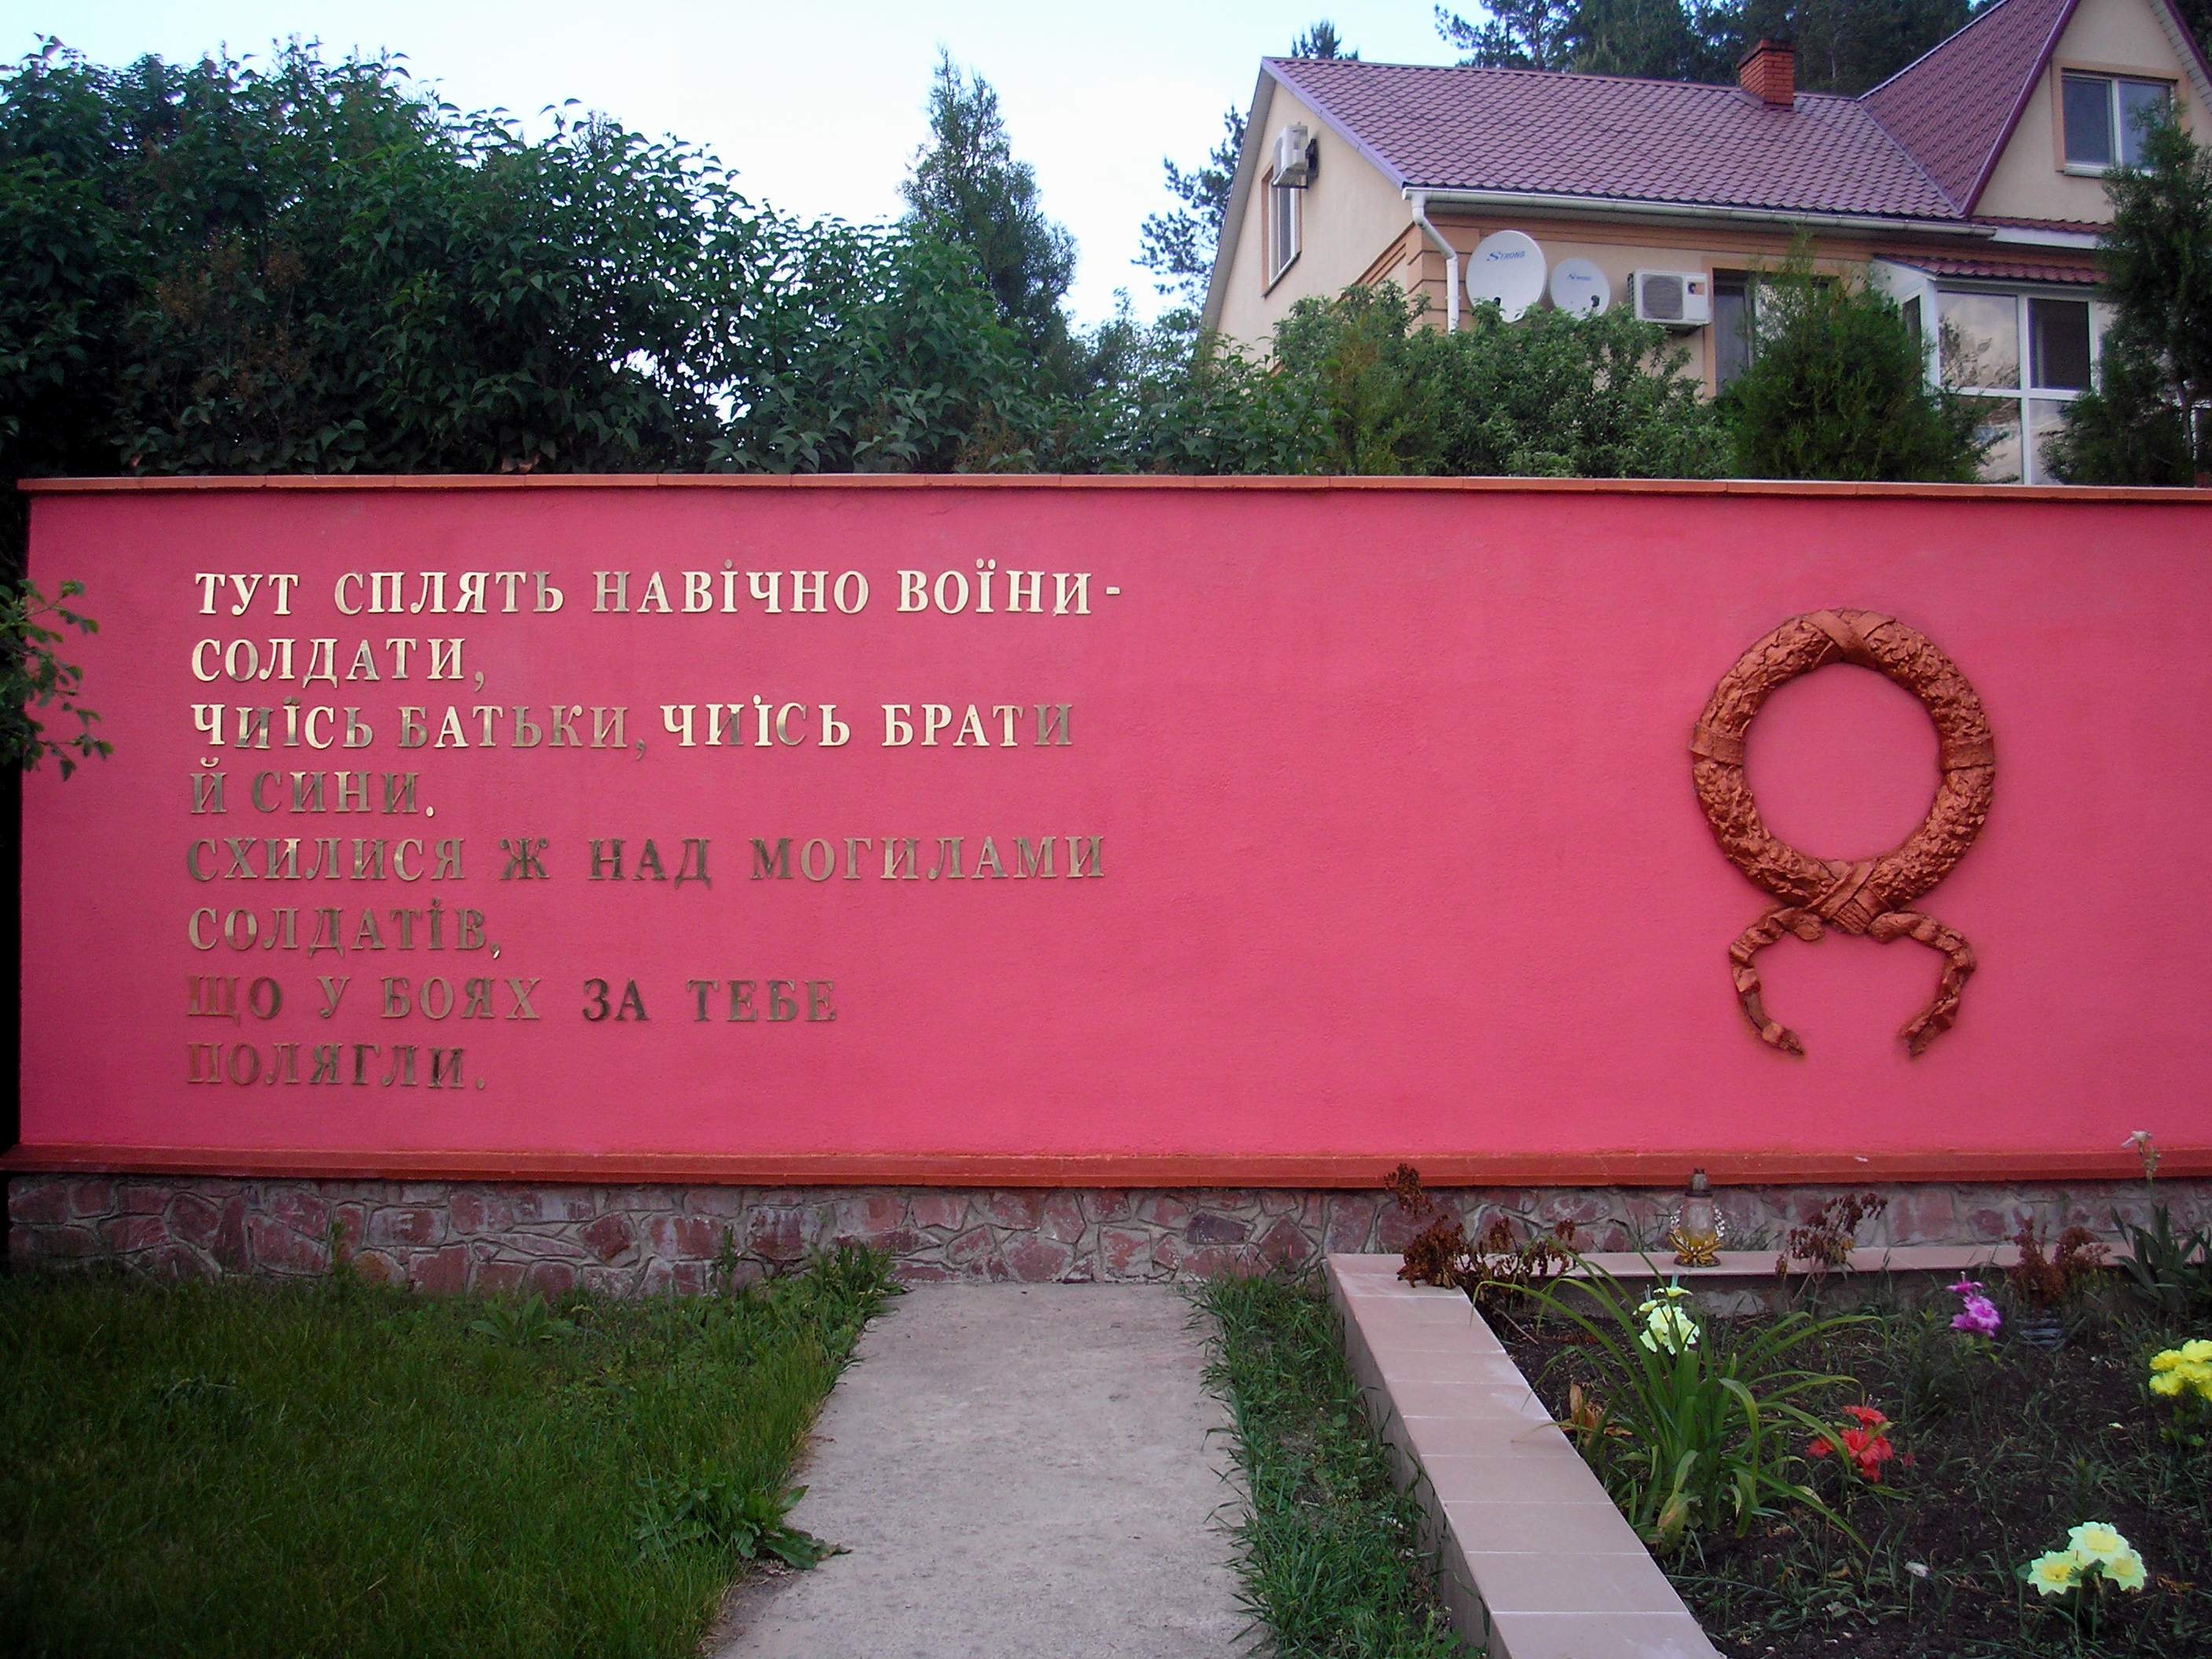 STRONG
ТУТ СПЛЯТЬ НАВІЧНО ВОЇНИ-
СОЛДАТИ,
ЧИЇСЬ БАТЬКИ, ЧИЇСЬ БРАТИ
Й СИНИ.
СХИЛИСЯ Ж НАД МОГИЛАМИ
СОЛДАТІВ,
ЩО У БОЯХ ЗА ТЕБЕ
ПОЛЯГЛИ.